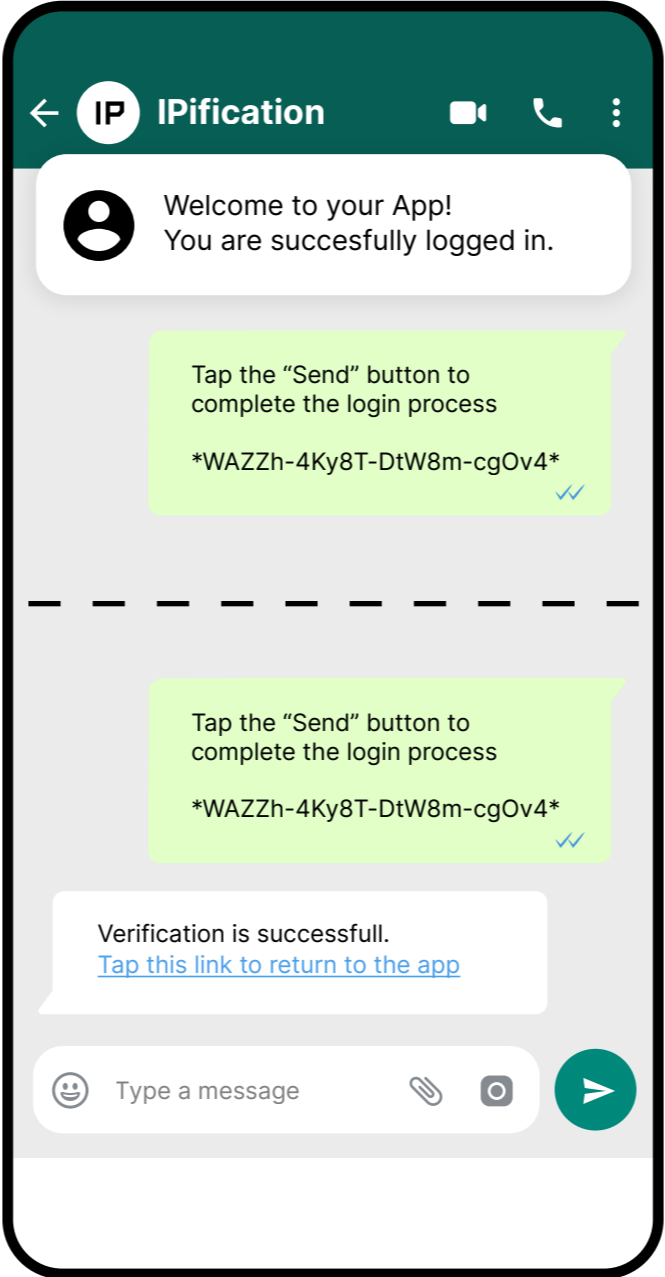 IP IPification
Welcome to your App!
You are succesfully logged in.
Tap the “Send” button to
complete the login process
*WAZZh-4Ky8T-DtW8m-cgOv4*
Tap the “Send” button to
complete the login process
*WAZZh-4Ky8T-DtW8m-cgOv4*
Verification is successfull.
Tap this link to return to the app
Type a message